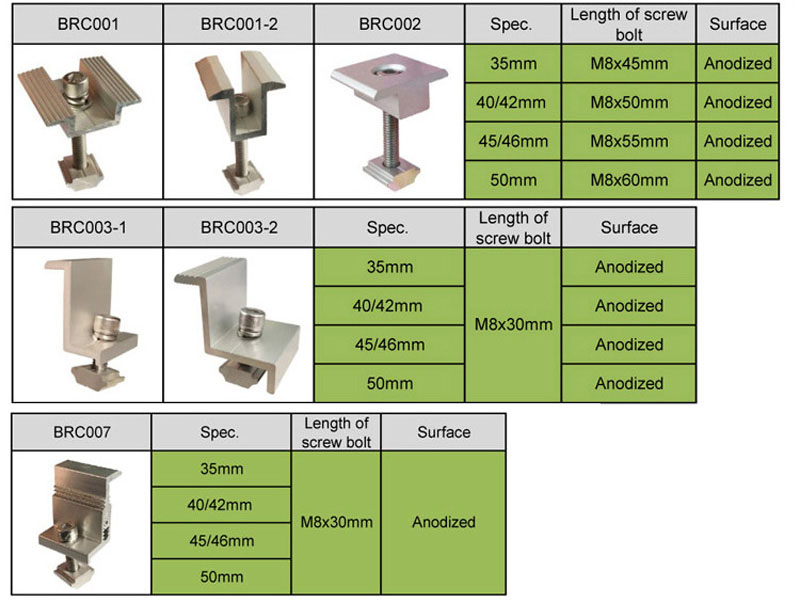 BRC001 BRC001-2 BRC002 Spec. Length of screw bolt Surface
35mm M8x45mm Anodized
40/42mm M8x50mm Anodized
45/46mm M8x55mm Anodized
50mm M8x60mm Anodized
BRC003-1 BRC003-2 Spec. Length of screw bolt Surface
35mm Anodized
40/42mm Anodized
M8x30mm
45/46mm Anodized
50mm Anodized
BRC007 Spec. Length of screw bolt Surface
35mm
40/42mm
M8x30mm Anodized
45/46mm
50mm